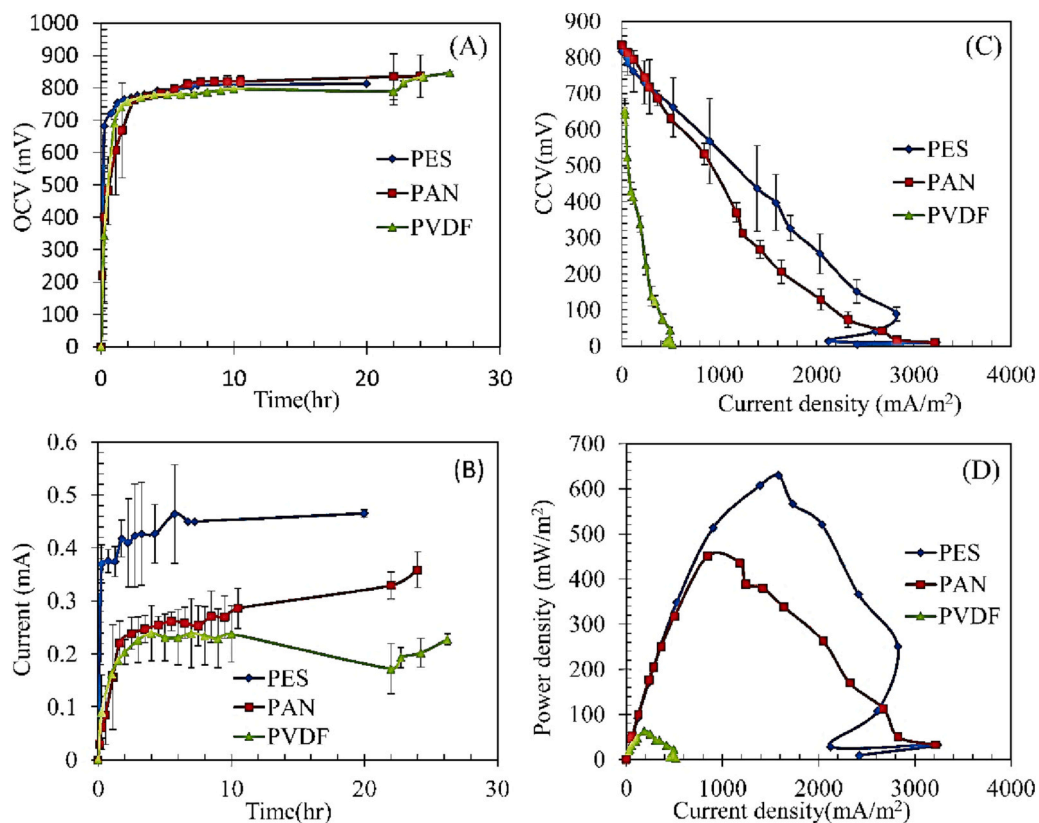 (A)
OCV (mV)
1000
900
800
700
600
500
400
300
200
100
0
PES
PAN
PVDF
0 10 20 30
Time(hr)
(C)
CCV(mV)
900
800
700
600
500
400
300
200
100
0
PES
PAN
PVDF
0 1000 2000 3000 4000
Current density (mA/m²)
(B)
Current (mA)
0.6
0.5
0.4
0.3
0.2
0.1
0
PES
PAN
PVDF
0 10 20 30
Time(hr)
(D)
Power density (mW/m²)
700
600
500
400
300
200
100
0
PES
PAN
PVDF
0 1000 2000 3000 4000
Current density(mA/m²)